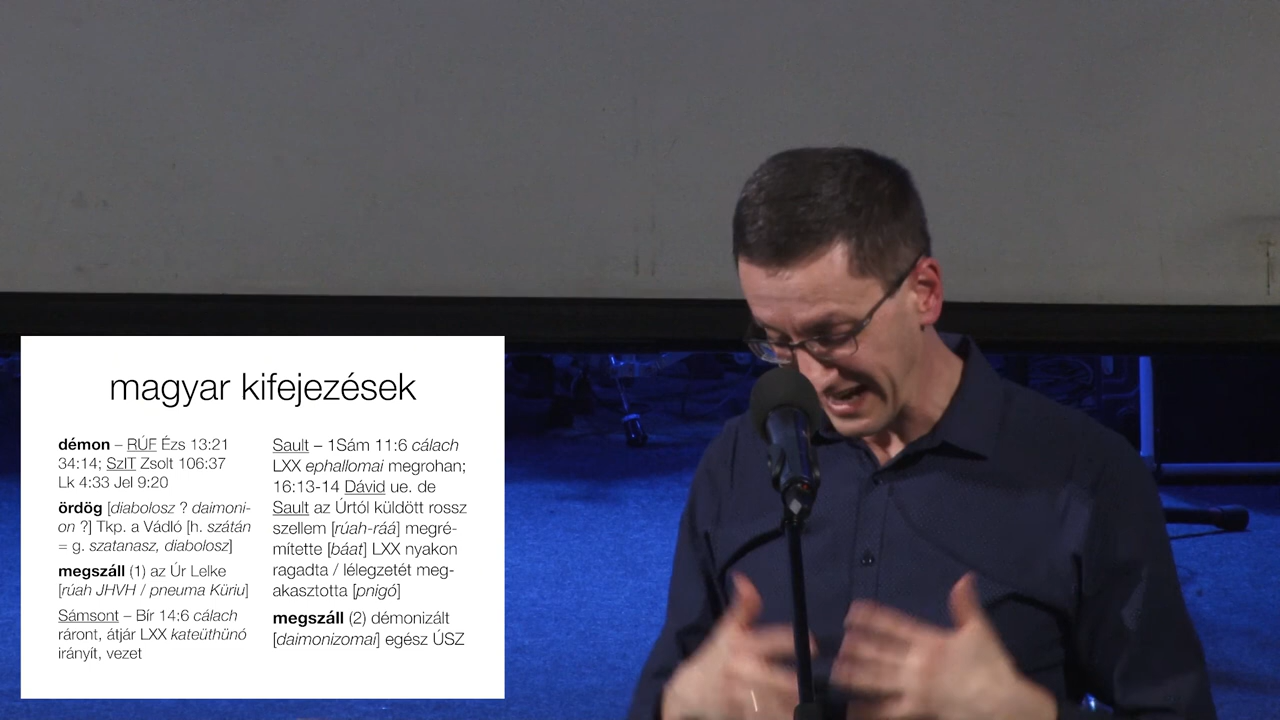 magyar kifejezések
démon – RÚF Ézs 13:21
34:14; SzIT Zsolt 106:37
Lk 4:33 Jel 9:20
ördög [diabolosz ? daimoni-
on ?] Tkp. a Vádló [h. szátán
= g. szatanasz, diabolosz]
megszáll (1) az Úr Lelke
[rúah JHVH / pneuma Küriu]
Sámsont – Bír 14:6 cálach
ráront, átjár LXX kateüthünó
irányít, vezet
Sault – 1Sám 11:6 cálach
LXX ephallomai megrohan;
16:13-14 Dávid ue. de
Sault az Úrtól küldött rossz
szellem [rúah-ráá] megré-
mítette [báat] LXX nyakon
ragadta / lélegzetét meg-
akasztotta [pnigó]
megszáll (2) démonizált
[daimonizomai] egész ÚSZ